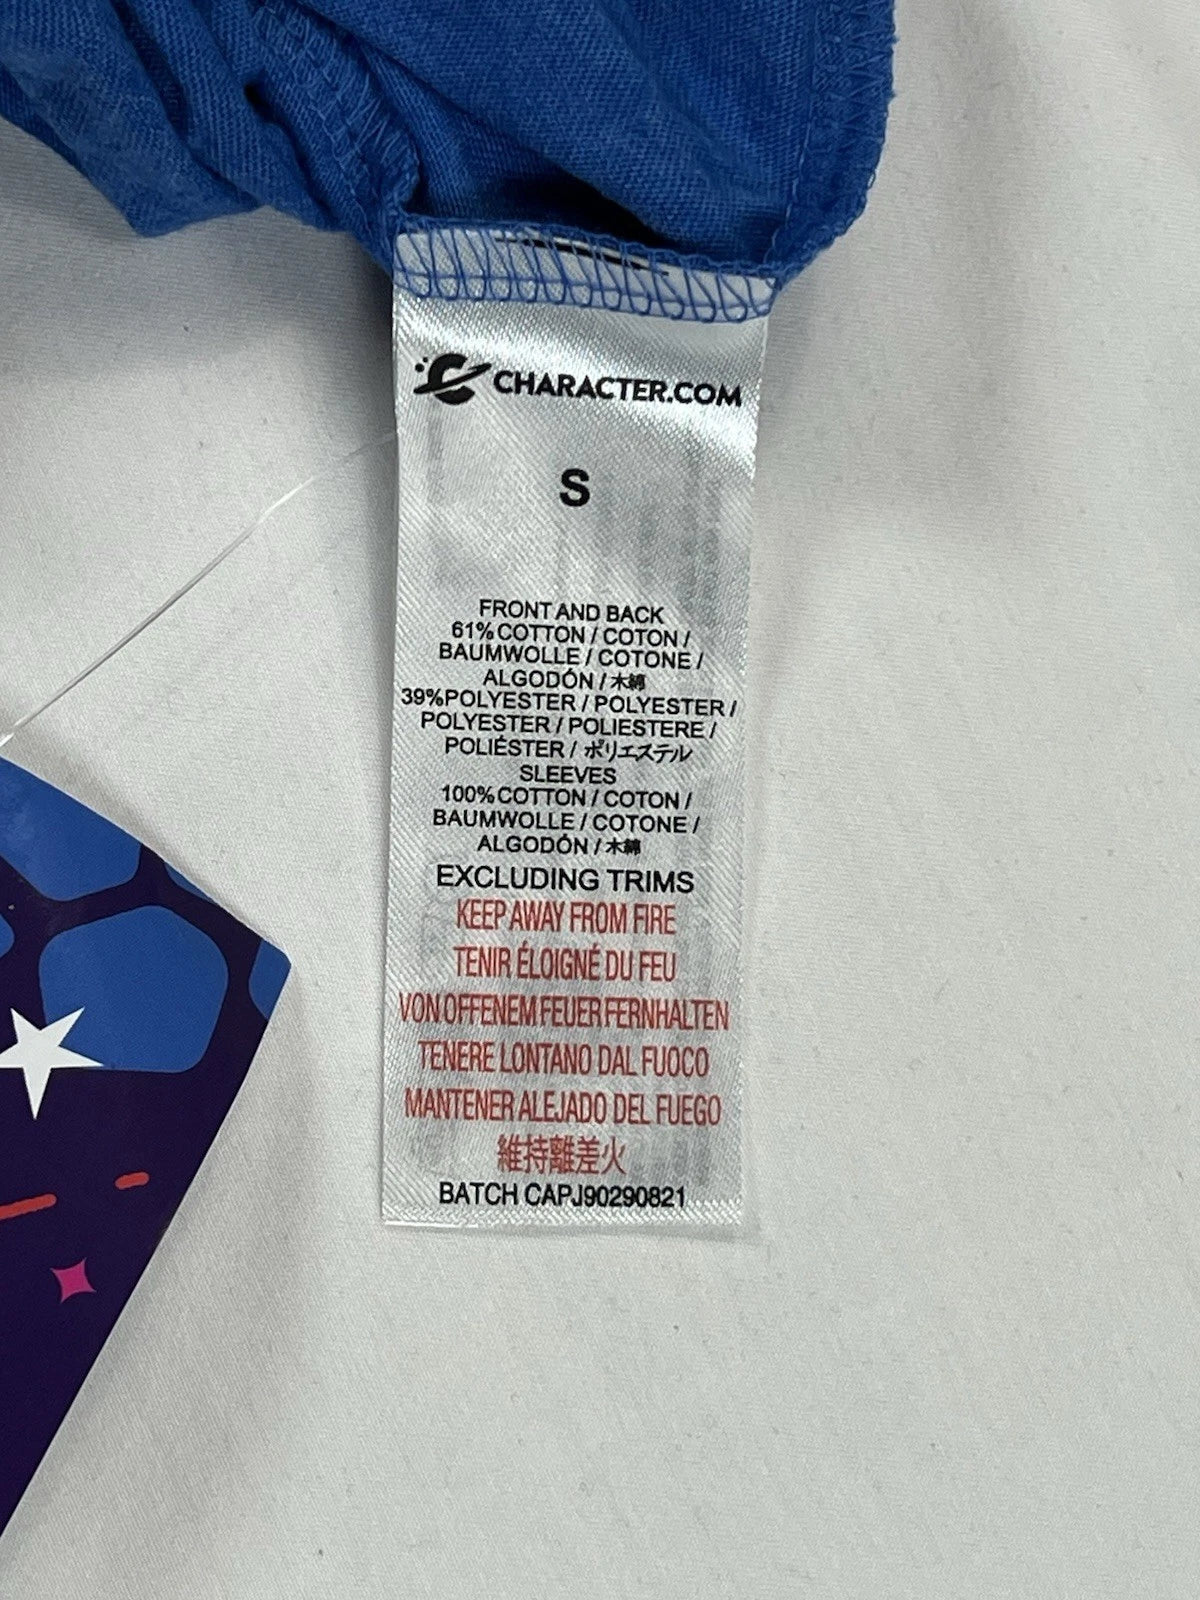 CHARACTER.COM
S
FRONT AND BACK
61% COTTON / COTON /
BAUMWOLLE / COTONE /
ALGODÓN / 木綿
39%POLYESTER / POLYESTER /
POLYESTER / POLIESTERE /
POLIÉSTER / ポリエステル
SLEEVES
100% COTTON / COTON /
BAUMWOLLE / COTONE /
ALGODÓN / 木綿
EXCLUDING TRIMS
KEEP AWAY FROM FIRE
TENIR ÉLOIGNÉ DU FEU
VON OFFENEM FEUER FERNHALTEN
TENERE LONTANO DAL FUOCO
MANTENER ALEJADO DEL FUEGO
維持離差火
BATCH CAPJ90290821